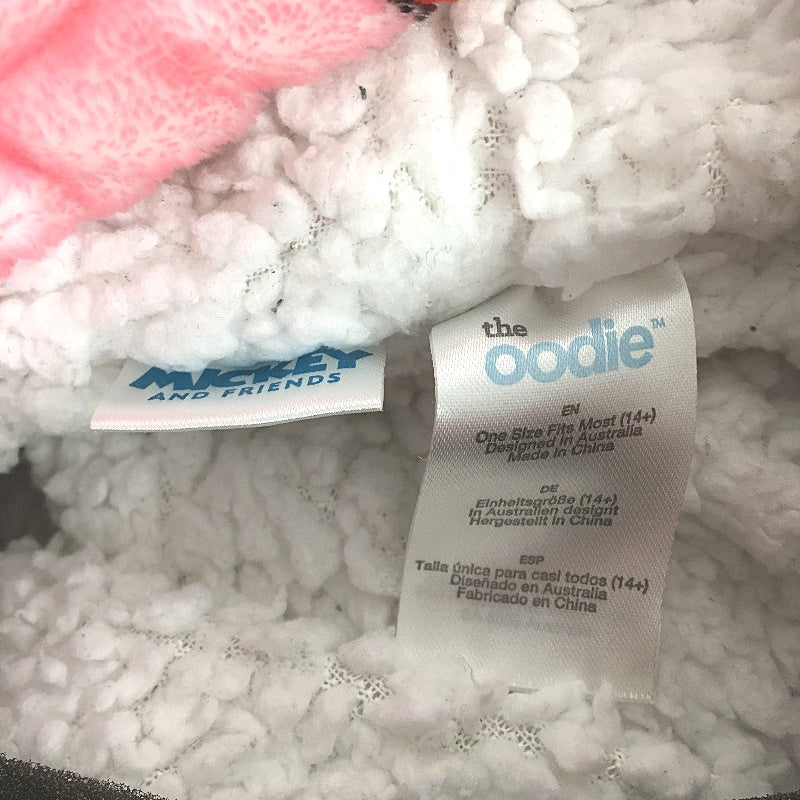 MICKEY
AND FRIENDS
the
oodie™
EN
One Size Fits Most (14+)
Designed in Australia
Made in China
DE
Einheitsgröße (14+)
In Australien designt
Hergestellt in China
ESP
Talla única para casi todos (14+)
Diseñado en Australia
Fabricado en China